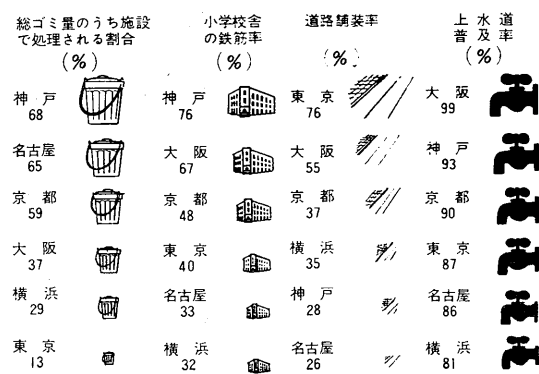 総ゴミ量のうち施設
で処理される割合
(%)
神戸
68
名古屋
65
京都
59
大阪
37
横浜
29
東京
13
小学校舎
の鉄筋率
(%)
神戸
76
大阪
67
京都
48
東京
40
名古屋
33
横浜
32
道路舗装率
(%)
東京
76
大阪
55
京都
37
横浜
35
神戸
28
名古屋
26
上水道
普及率
(%)
大阪
99
神戸
93
京都
90
東京
87
名古屋
86
横浜
81